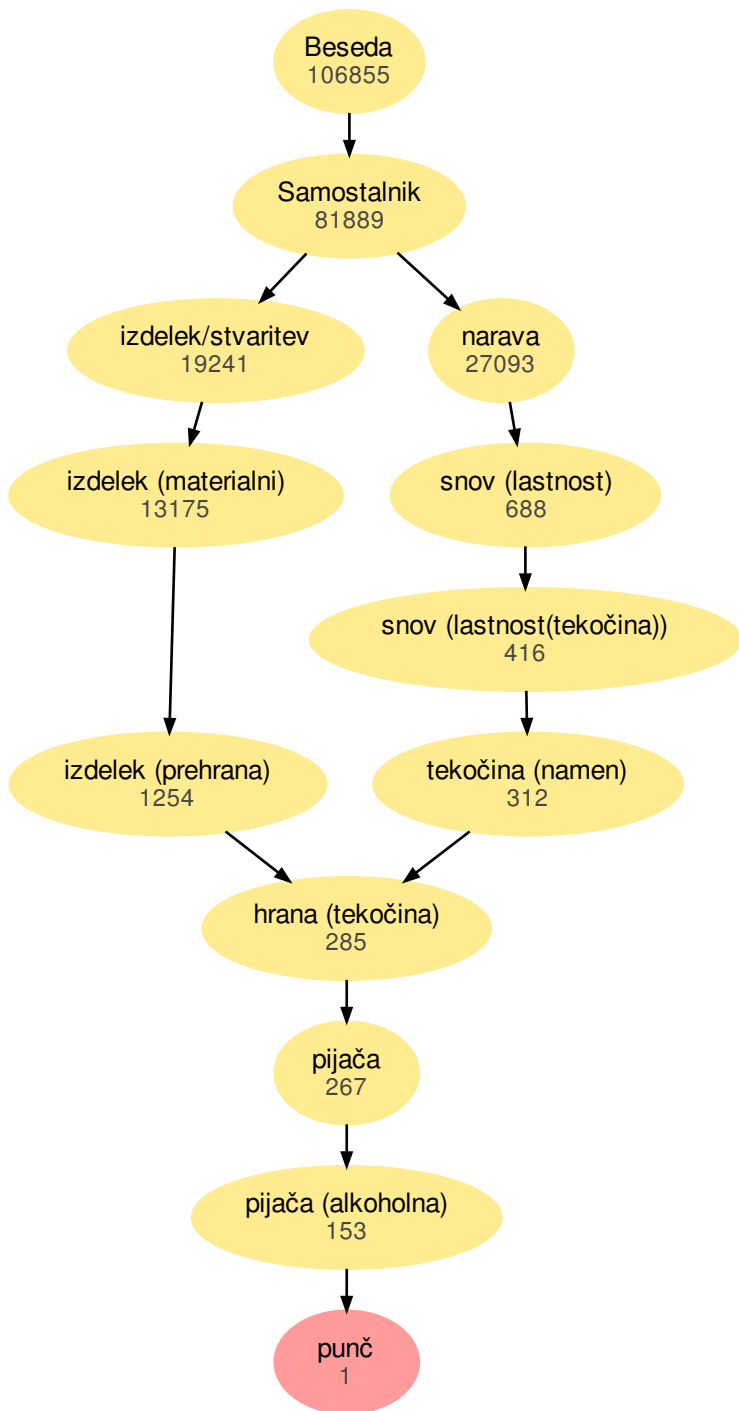 Beseda
106855
Samostalnik
81889
izdelek/stvaritev
19241
narava
27093
izdelek (materialni)
13175
snov (lastnost)
688
snov (lastnost(tekočina))
416
izdelek (prehrana)
1254
tekočina (namen)
312
hrana (tekočina)
285
pijača
267
pijača (alkoholna)
153
punč
1